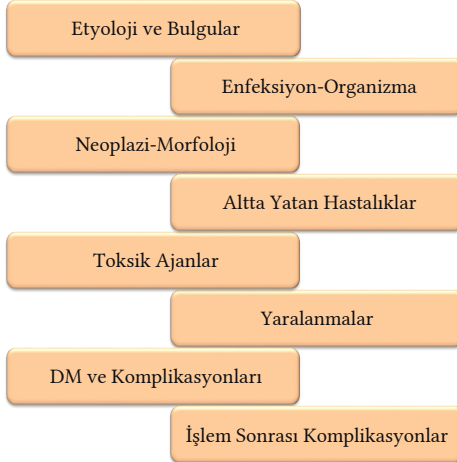 Etyoloji ve Bulgular
Enfeksiyon-Organizma
Neoplazi-Morfoloji
Altta Yatan Hastalıklar
Toksik Ajanlar
Yaralanmalar
DM ve Komplikasyonları
İşlem Sonrası Komplikasyonlar